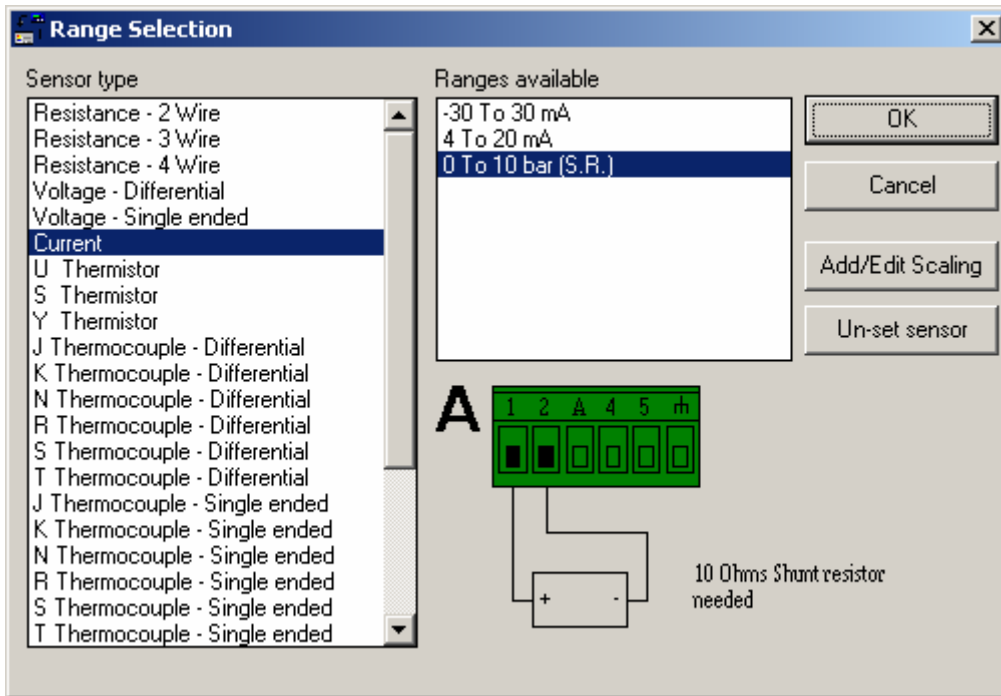 Range Selection
Sensor type
Resistance - 2 Wire
Resistance - 3 Wire
Resistance - 4 Wire
Voltage - Differential
Voltage - Single ended
Current
U Thermistor
S Thermistor
Y Thermistor
J Thermocouple - Differential
K Thermocouple - Differential
N Thermocouple - Differential
R Thermocouple - Differential
S Thermocouple - Differential
T Thermocouple - Differential
J Thermocouple - Single ended
K Thermocouple - Single ended
N Thermocouple - Single ended
R Thermocouple - Single ended
S Thermocouple - Single ended
T Thermocouple - Single ended
Ranges available
-30 To 30 mA
4 To 20 mA
0 To 10 bar (S.R.)
OK
Cancel
Add/Edit Scaling
Un-set sensor
A
1 2 A 4 5
+ -
10 Ohms Shunt resistor
needed